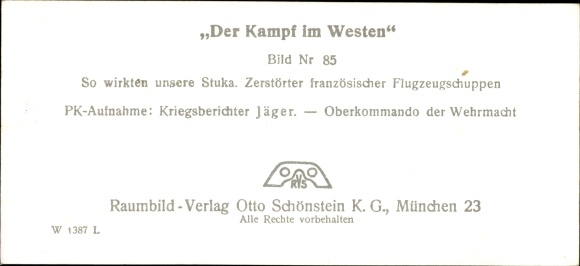 „Der Kampf im Westen“
Bild Nr 85
So wirkten unsere Stuka. Zerstörter französischer Flugzeugschuppen
PK-Aufnahme: Kriegsberichter Jäger. — Oberkommando der Wehrmacht
RVS
Raumbild-Verlag Otto Schönstein K. G., München 23
Alle Rechte vorbehalten
W 1387 L